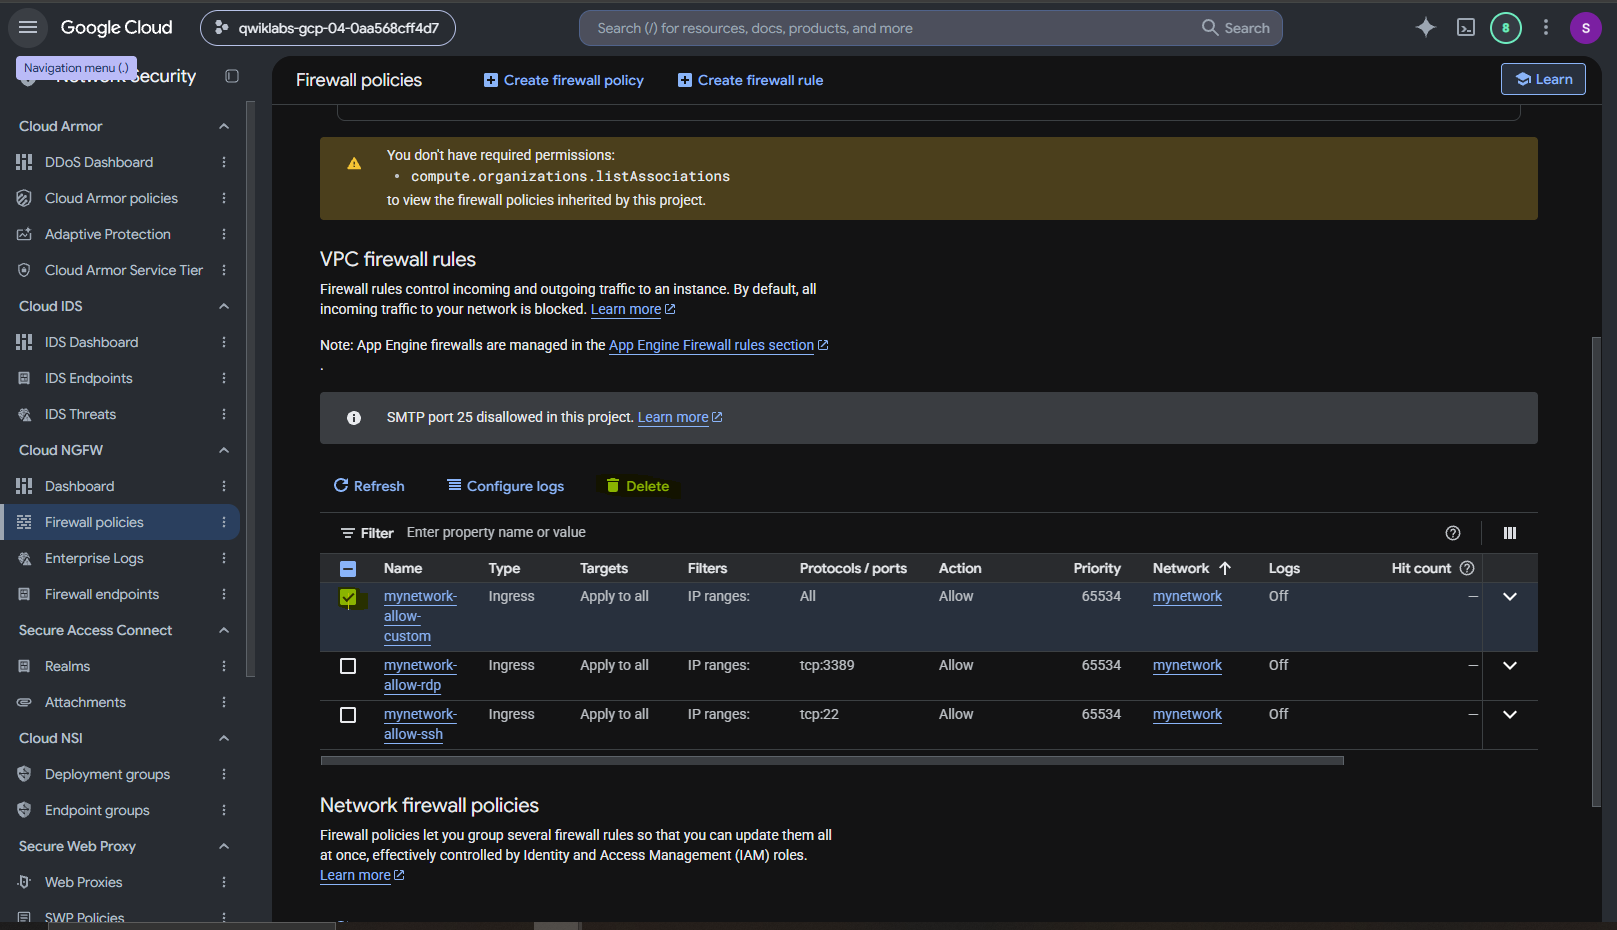 Google Cloud
qwiklabs-gcp-04-0aa568cff4d7
Search (/) for resources, docs, products, and more
Search
8
S
Navigation menu (.)
Security
Cloud Armor
DDoS Dashboard
Cloud Armor policies
Adaptive Protection
Cloud Armor Service Tier
Cloud IDS
IDS Dashboard
IDS Endpoints
IDS Threats
Cloud NGFW
Dashboard
Firewall policies
Enterprise Logs
Firewall endpoints
Secure Access Connect
Realms
Attachments
Cloud NSI
Deployment groups
Endpoint groups
Secure Web Proxy
Web Proxies
SWP Policies
Firewall policies
Create firewall policy
Create firewall rule
Learn
You don't have required permissions:
• compute.organizations.listAssociations
to view the firewall policies inherited by this project.
VPC firewall rules
Firewall rules control incoming and outgoing traffic to an instance. By default, all
incoming traffic to your network is blocked. Learn more
Note: App Engine firewalls are managed in the App Engine Firewall rules section
.
SMTP port 25 disallowed in this project. Learn more
Refresh
Configure logs
Delete
Filter Enter property name or value
Name Type Targets Filters Protocols / ports Action Priority Network Logs Hit count
mynetwork- Ingress Apply to all IP ranges: All Allow 65534 mynetwork Off —
allow-
custom
mynetwork- Ingress Apply to all IP ranges: tcp:3389 Allow 65534 mynetwork Off —
allow-rdp
mynetwork- Ingress Apply to all IP ranges: tcp:22 Allow 65534 mynetwork Off —
allow-ssh
Network firewall policies
Firewall policies let you group several firewall rules so that you can update them all
at once, effectively controlled by Identity and Access Management (IAM) roles.
Learn more